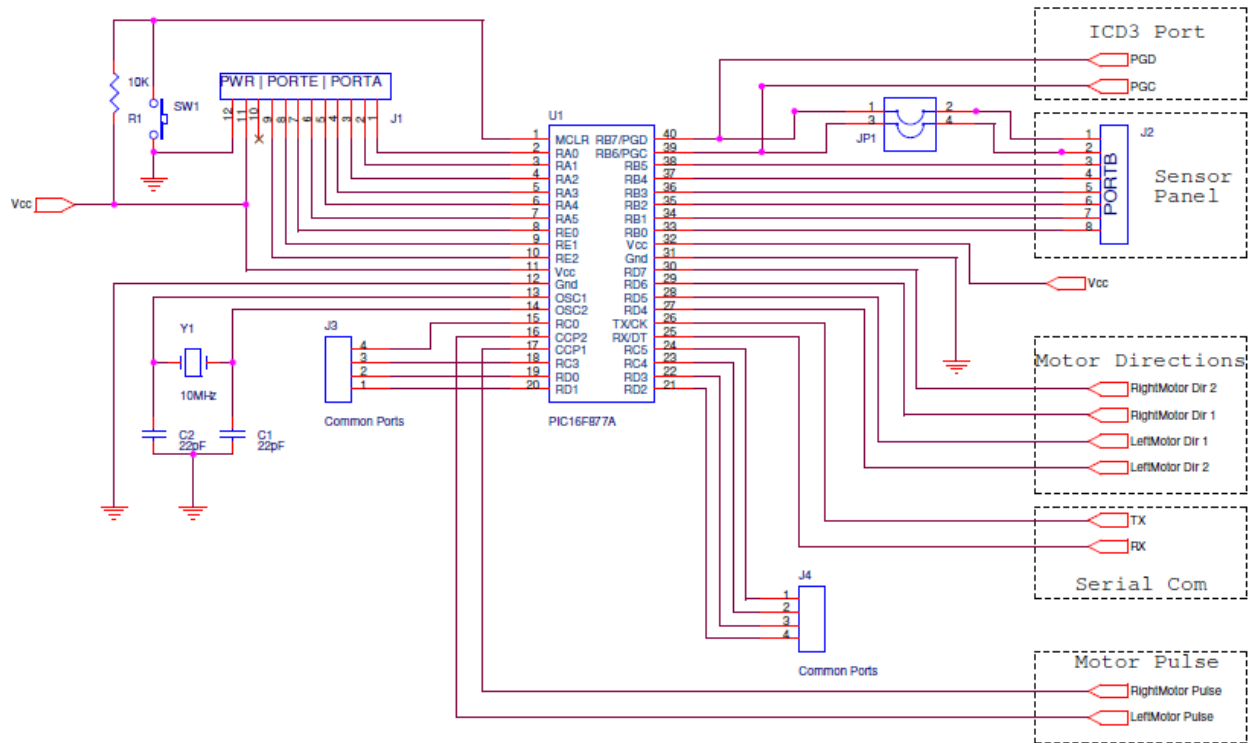 ICD3 Port
PGD
PGC
10K
R1
SW1
PWR | PORTE | PORTA
12
11
10
9
8
7
6
5
4
3
2
1
J1
Vcc
U1
1 MCLR RB7/PGD 40
2 RA0 RB6/PGC 39
3 RA1 RB5 38
4 RA2 RB4 37
5 RA3 RB3 36
6 RA4 RB2 35
7 RA5 RB1 34
8 RE0 RB0 33
9 RE1 Vcc 32
10 RE2 Gnd 31
11 Vcc RD7 30
12 Gnd RD6 29
13 OSC1 RD5 28
14 OSC2 RD4 27
15 RC0 TX/CK 26
16 CCP2 RX/DT 25
17 CCP1 RC5 24
18 RC3 RC4 23
19 RD0 RD3 22
20 RD1 RD2 21
PIC16F877A
1 2
3 4
JP1
J2
1
2
3
4
5
6
7
8
PORTB
Sensor
Panel
Vcc
Y1
10MHz
C2
22pF
C1
22pF
J3
4
3
2
1
Common Ports
Motor Directions
RightMotor Dir 2
RightMotor Dir 1
LeftMotor Dir 1
LeftMotor Dir 2
TX
RX
Serial Com
J4
1
2
3
4
Common Ports
Motor Pulse
RightMotor Pulse
LeftMotor Pulse